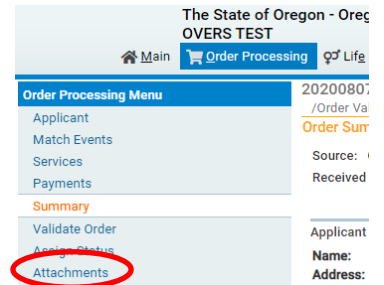 The State of Oregon - Oreg
OVERS TEST
Main Order Processing Life
Order Processing Menu
Applicant
Match Events
Services
Payments
Summary
Validate Order
Assign Status
Attachments
20200807
/Order Val
Order Sum
Source:
Received
Applicant
Name:
Address: